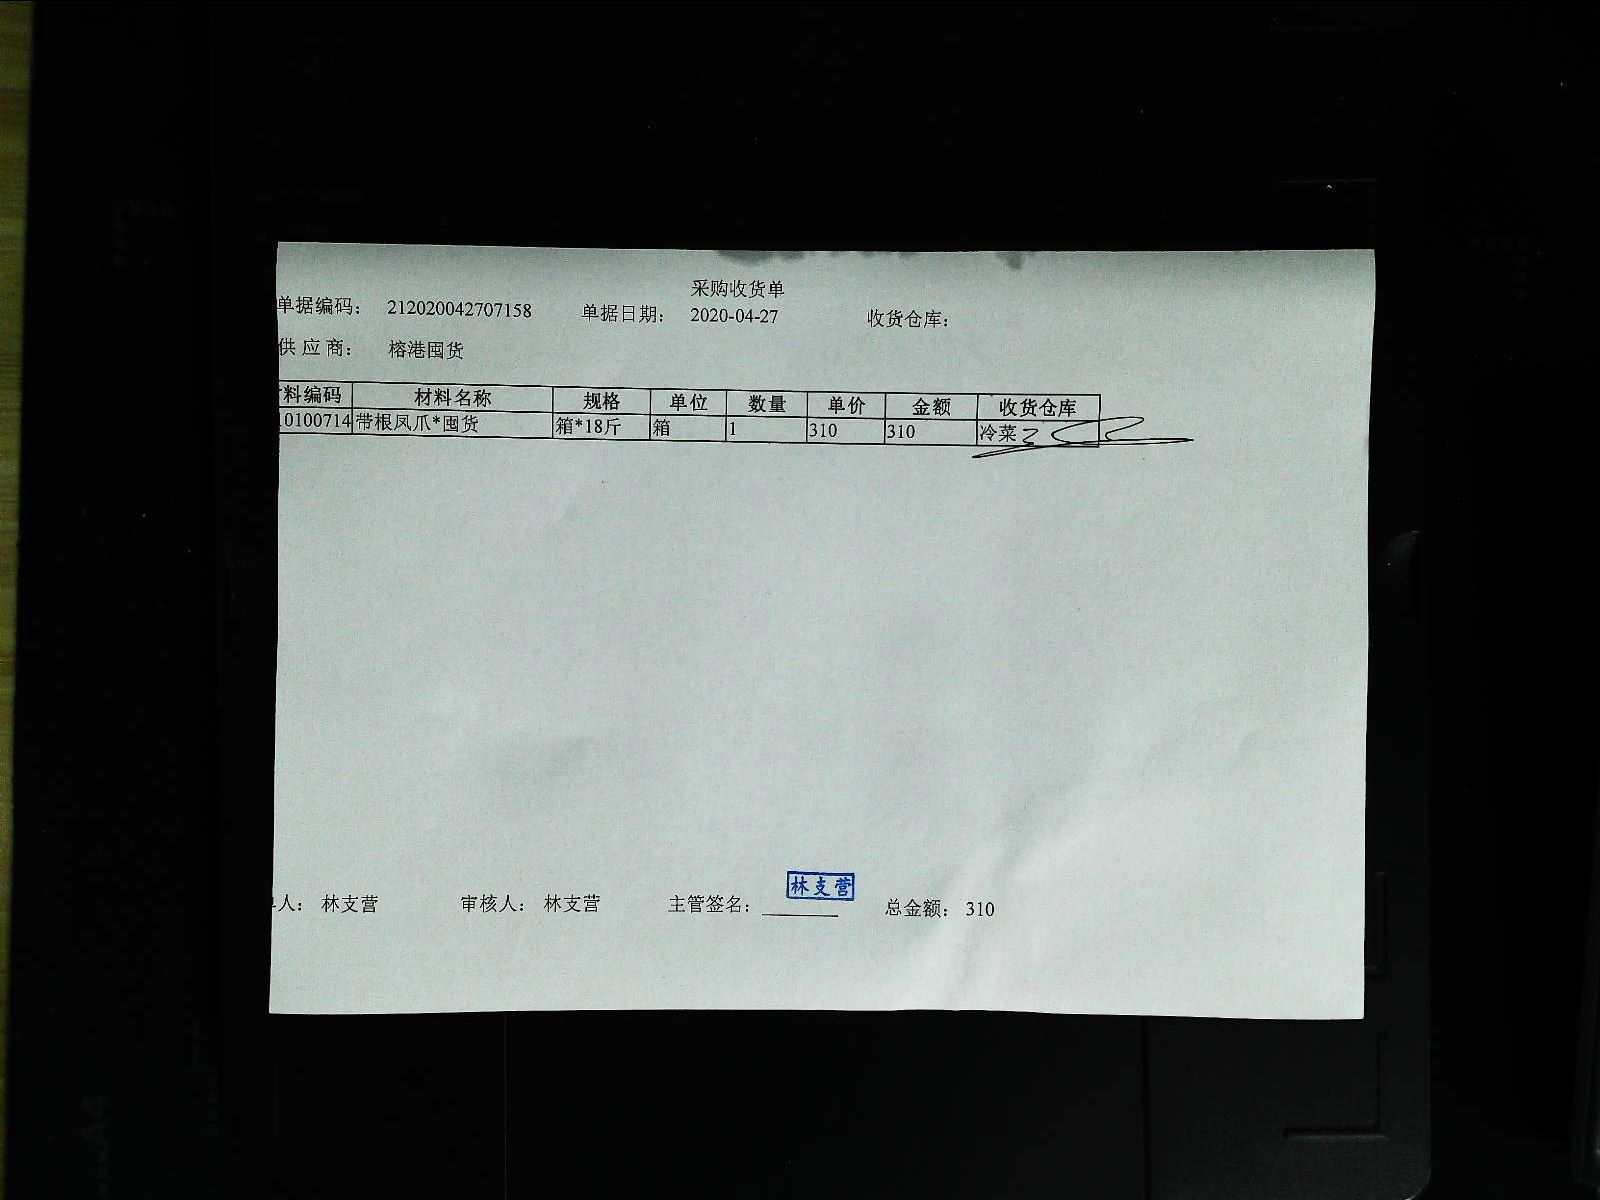 采购收货单
单据编码： 212020042707158 单据日期： 2020-04-27 收货仓库：
供应商： 榕港囤货
料编码 材料名称 规格 单位 数量 单价 金额 收货仓库
0100714 带根凤爪*囤货 箱*18斤 箱 1 310 310 冷菜
林支营
人： 林支营 审核人： 林支营 主管签名： 总金额： 310